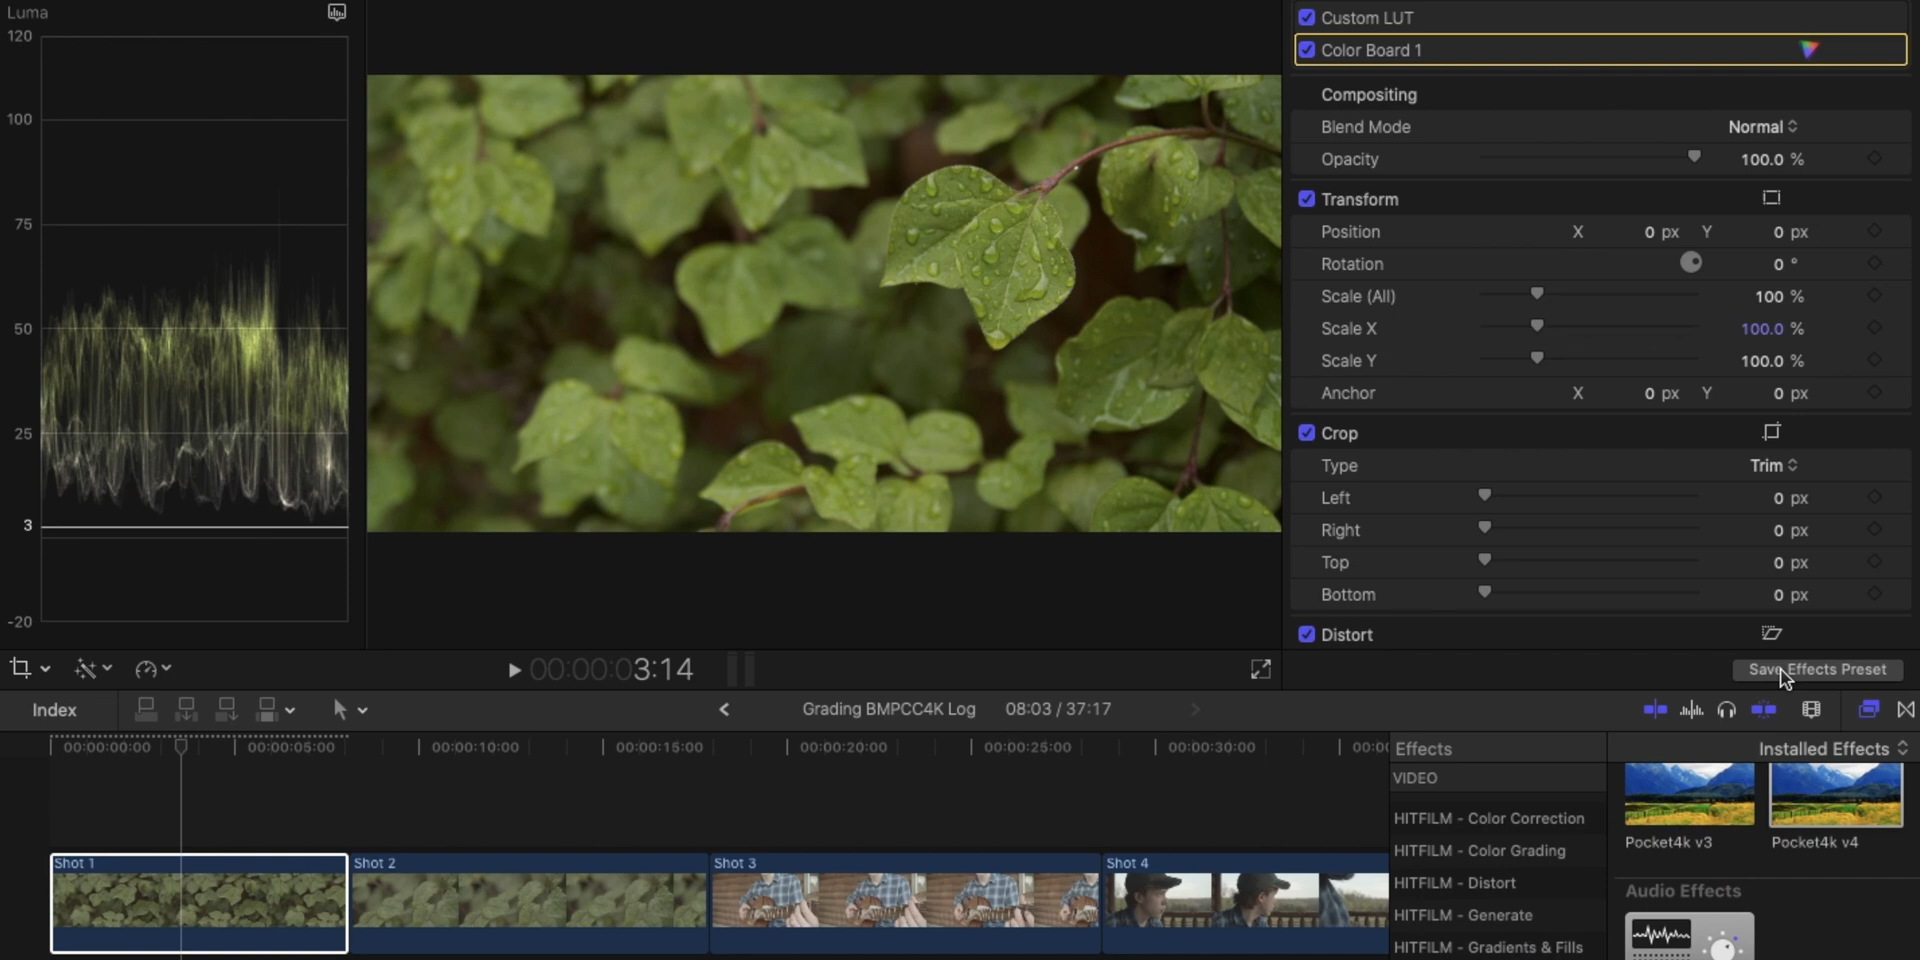 Luma
120
100
75
50
25
3
-20
Custom LUT
Color Board 1
Compositing
Blend Mode Normal
Opacity 100.0 %
Transform
Position X 0 px Y 0 px
Rotation 0 °
Scale (All) 100 %
Scale X 100.0 %
Scale Y 100.0 %
Anchor X 0 px Y 0 px
Crop
Type Trim
Left 0 px
Right 0 px
Top 0 px
Bottom 0 px
Distort
00:00:03:14
Save Effects Preset
Index
Grading BMPCC4K Log 08:03 / 37:17
00:00:00:00 00:00:05:00 00:00:10:00 00:00:15:00 00:00:20:00 00:00:25:00 00:00:30:00 00:00
Effects
Installed Effects
VIDEO
HITFILM - Color Correction
HITFILM - Color Grading
HITFILM - Distort
HITFILM - Generate
HITFILM - Gradients & Fills
Pocket4k v3 Pocket4k v4
Audio Effects
Shot 1 Shot 2 Shot 3 Shot 4